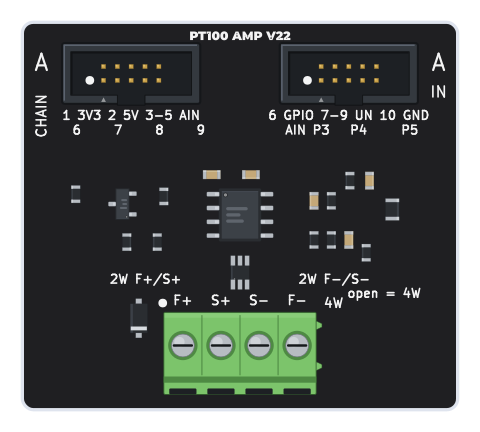 PT100 AMP V22
A
A
CHAIN
IN
1 3V3 2 5V 3-5 AIN
6 7 8 9
6 GPIO 7-9 UN 10 GND
AIN P3 P4 P5
2W F+/S+
2W F-/S-
open = 4W
4W
F+ S+ S- F-